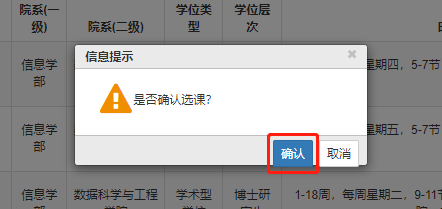 院系(一级) 院系(二级) 学位类型 学位层次
信息提示 ×
是否确认选课?
确认 取消
信息学部
星期四，5-7节
信息学部
星期五，5-7节
信息学部 数据科学与工程 学术型 博士研 1-18周，每周星期二，9-11节